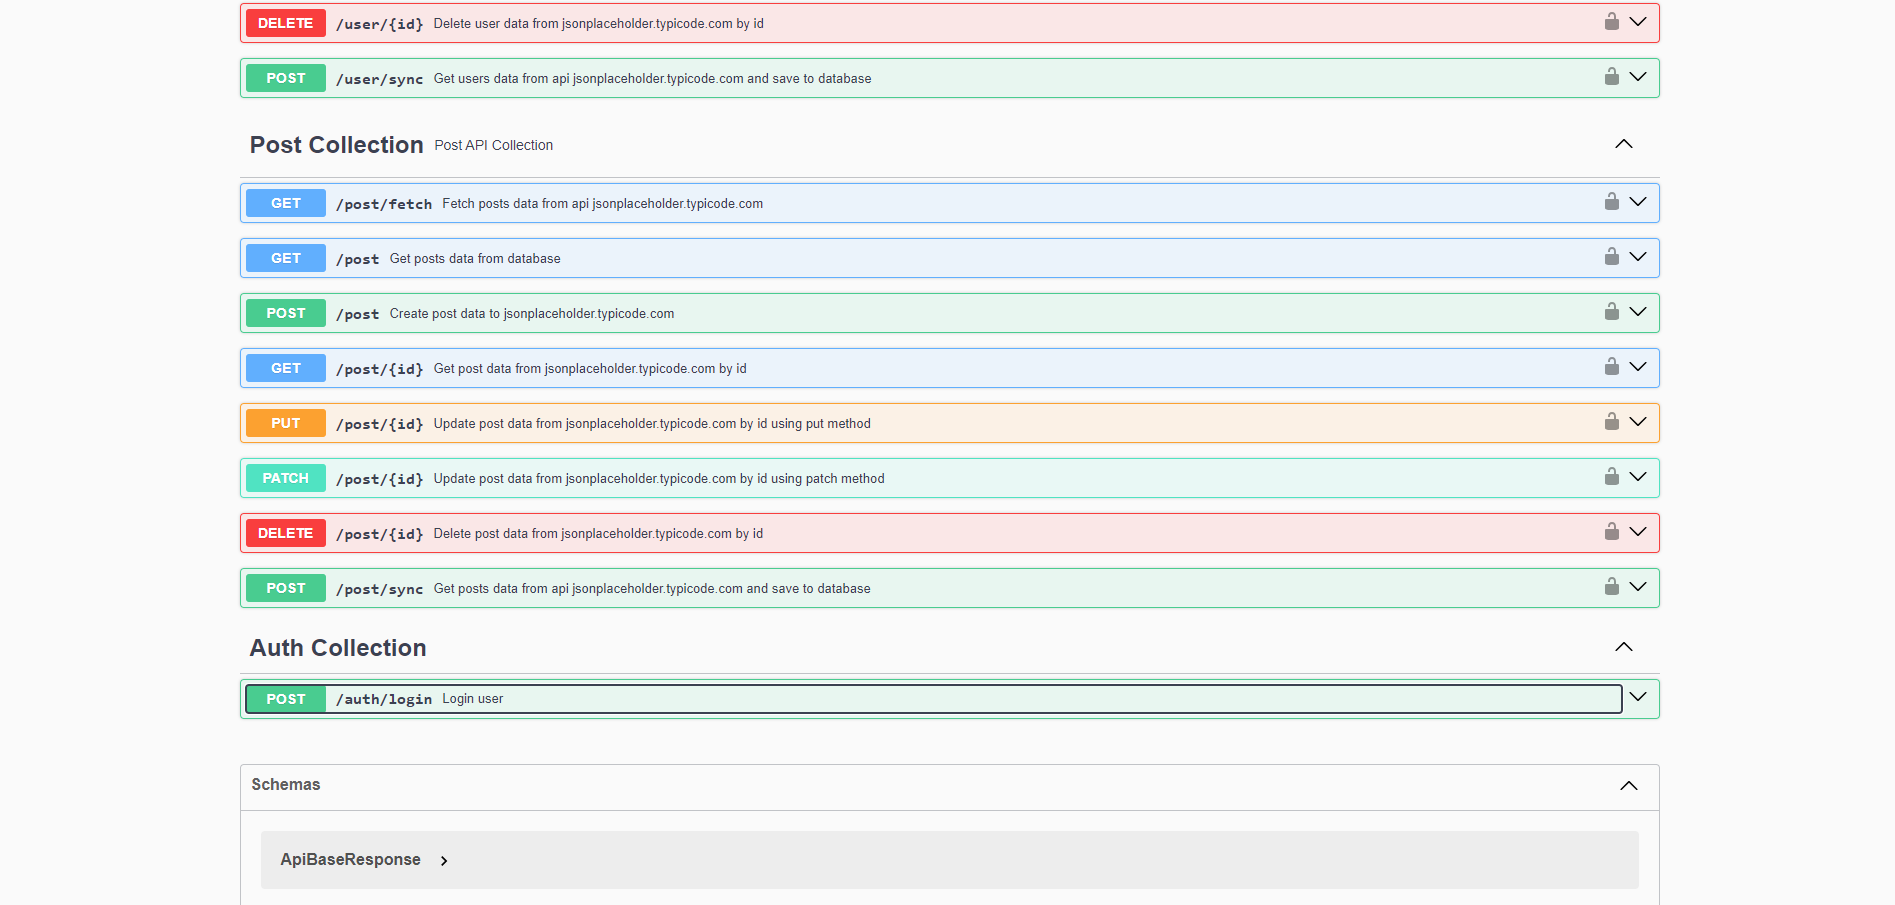 DELETE /user/{id} Delete user data from jsonplaceholder.typicode.com by id
POST /user/sync Get users data from api jsonplaceholder.typicode.com and save to database
Post Collection Post API Collection
GET /post/fetch Fetch posts data from api jsonplaceholder.typicode.com
GET /post Get posts data from database
POST /post Create post data to jsonplaceholder.typicode.com
GET /post/{id} Get post data from jsonplaceholder.typicode.com by id
PUT /post/{id} Update post data from jsonplaceholder.typicode.com by id using put method
PATCH /post/{id} Update post data from jsonplaceholder.typicode.com by id using patch method
DELETE /post/{id} Delete post data from jsonplaceholder.typicode.com by id
POST /post/sync Get posts data from api jsonplaceholder.typicode.com and save to database
Auth Collection
POST /auth/login Login user
Schemas
ApiBaseResponse